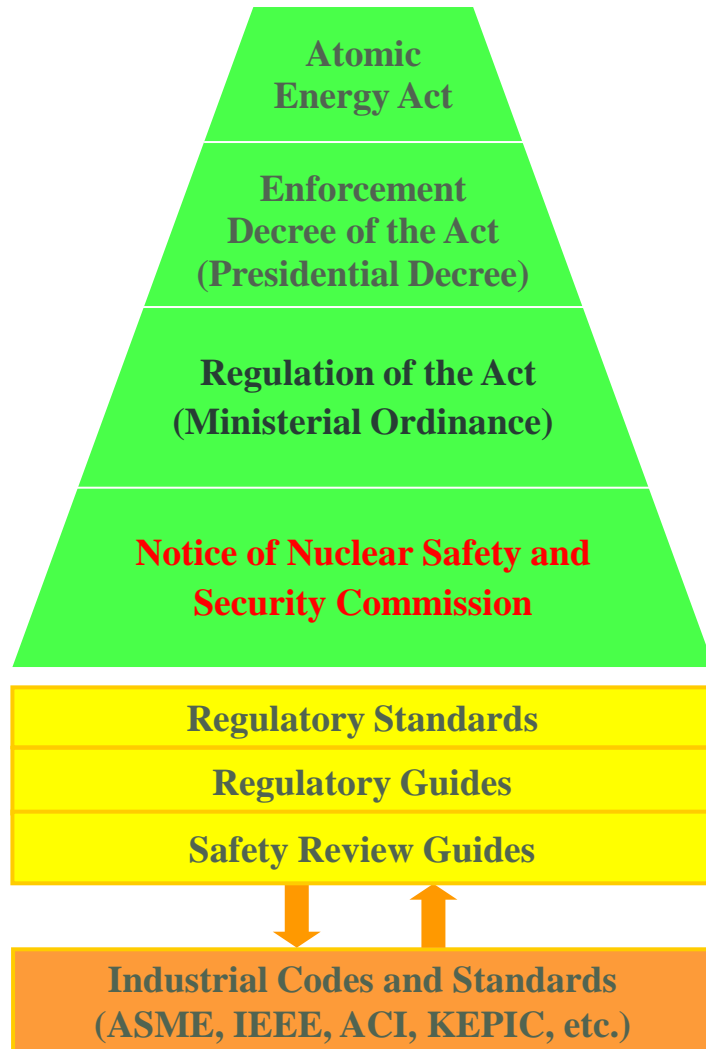 Atomic
Energy Act
Enforcement
Decree of the Act
(Presidential Decree)
Regulation of the Act
(Ministerial Ordinance)
Notice of Nuclear Safety and
Security Commission
Regulatory Standards
Regulatory Guides
Safety Review Guides
Industrial Codes and Standards
(ASME, IEEE, ACI, KEPIC, etc.)